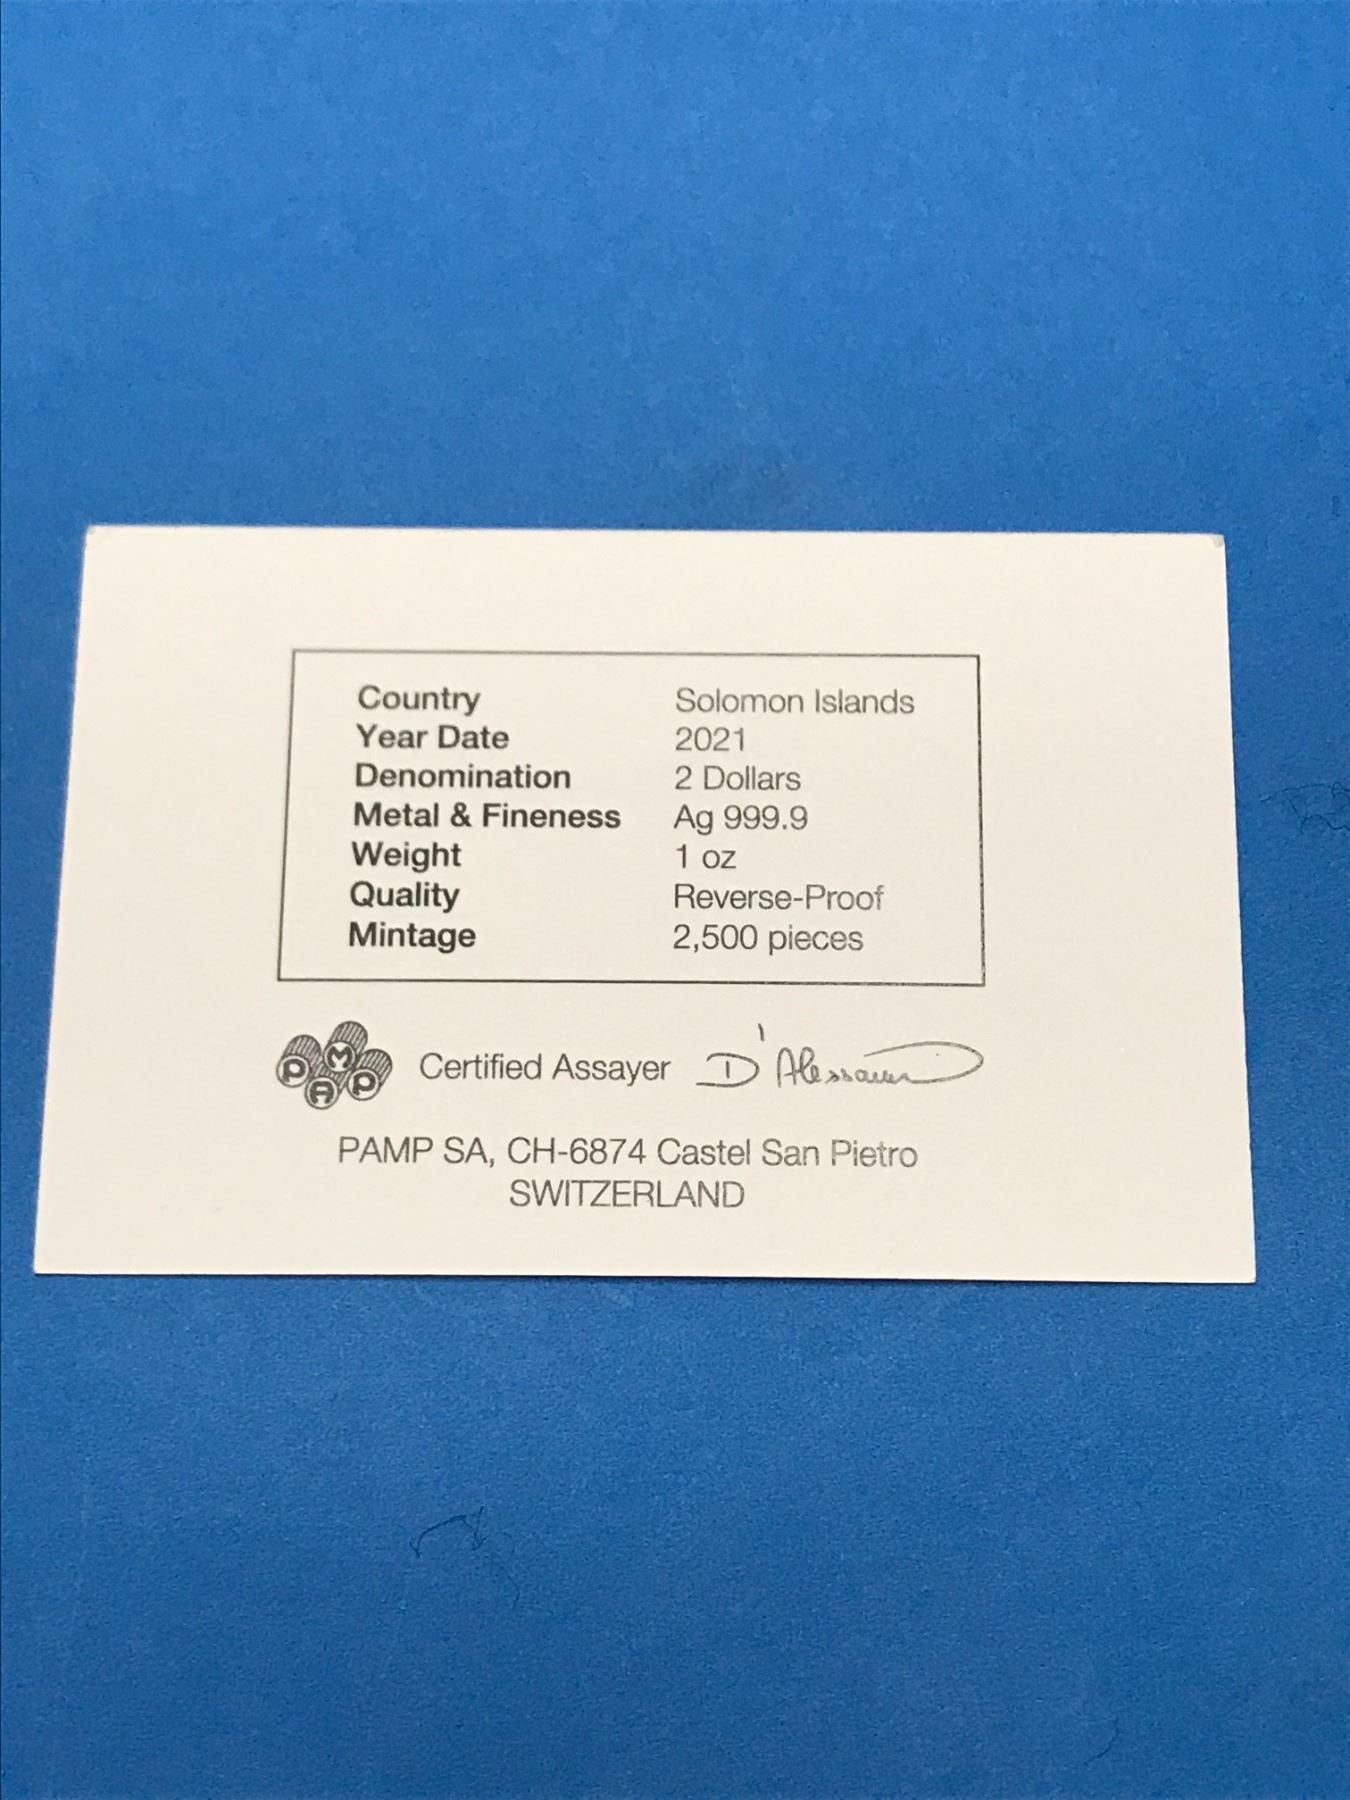 Country Solomon Islands
Year Date 2021
Denomination 2 Dollars
Metal & Fineness Ag 999.9
Weight 1 oz
Quality Reverse-Proof
Mintage 2,500 pieces
PAMP Certified Assayer
PAMP SA, CH-6874 Castel San Pietro
SWITZERLAND